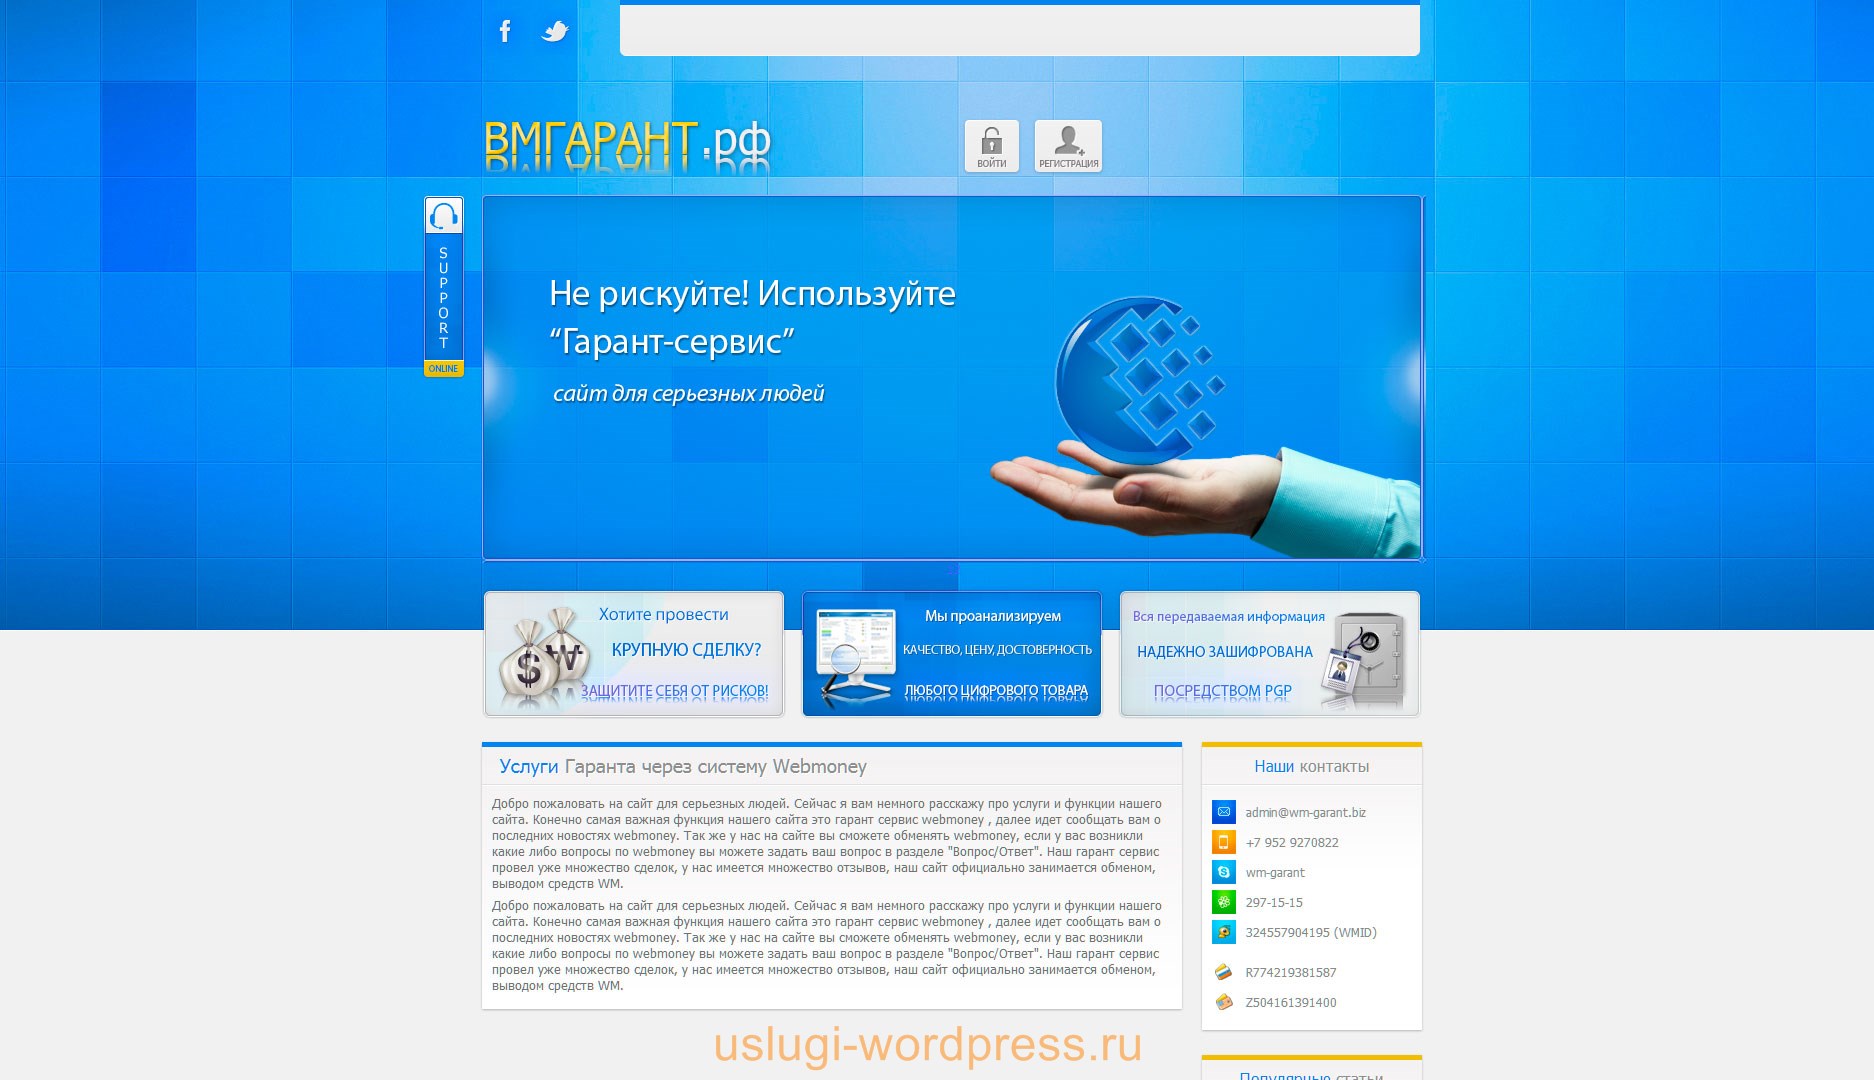 ВМГАРАНТ.рф
ВОЙТИ
РЕГИСТРАЦИЯ
SUPPORT
ONLINE
Не рискуйте! Используйте
“Гарант-сервис”
сайт для серьезных людей
Хотите провести
КРУПНУЮ СДЕЛКУ?
ЗАЩИТИТЕ СЕБЯ ОТ РИСКОВ!
Мы проанализируем
КАЧЕСТВО, ЦЕНУ, ДОСТОВЕРНОСТЬ
ЛЮБОГО ЦИФРОВОГО ТОВАРА
Вся передаваемая информация
НАДЕЖНО ЗАШИФРОВАНА
ПОСРЕДСТВОМ PGP
Услуги Гаранта через систему Webmoney
Добро пожаловать на сайт для серьезных людей. Сейчас я вам немного расскажу про услуги и функции нашего
сайта. Конечно самая важная функция нашего сайта это гарант сервис webmoney , далее идет сообщать вам о
последних новостях webmoney. Так же у нас на сайте вы сможете обменять webmoney, если у вас возникли
какие либо вопросы по webmoney вы можете задать ваш вопрос в разделе "Вопрос/Ответ". Наш гарант сервис
провел уже множество сделок, у нас имеется множество отзывов, наш сайт официально занимается обменом,
выводом средств WM.
Добро пожаловать на сайт для серьезных людей. Сейчас я вам немного расскажу про услуги и функции нашего
сайта. Конечно самая важная функция нашего сайта это гарант сервис webmoney , далее идет сообщать вам о
последних новостях webmoney. Так же у нас на сайте вы сможете обменять webmoney, если у вас возникли
какие либо вопросы по webmoney вы можете задать ваш вопрос в разделе "Вопрос/Ответ". Наш гарант сервис
провел уже множество сделок, у нас имеется множество отзывов, наш сайт официально занимается обменом,
выводом средств WM.
Наши контакты
admin@wm-garant.biz
+7 952 9270822
wm-garant
297-15-15
324557904195 (WMID)
R774219381587
Z504161391400
Популярные статьи
uslugi-wordpress.ru